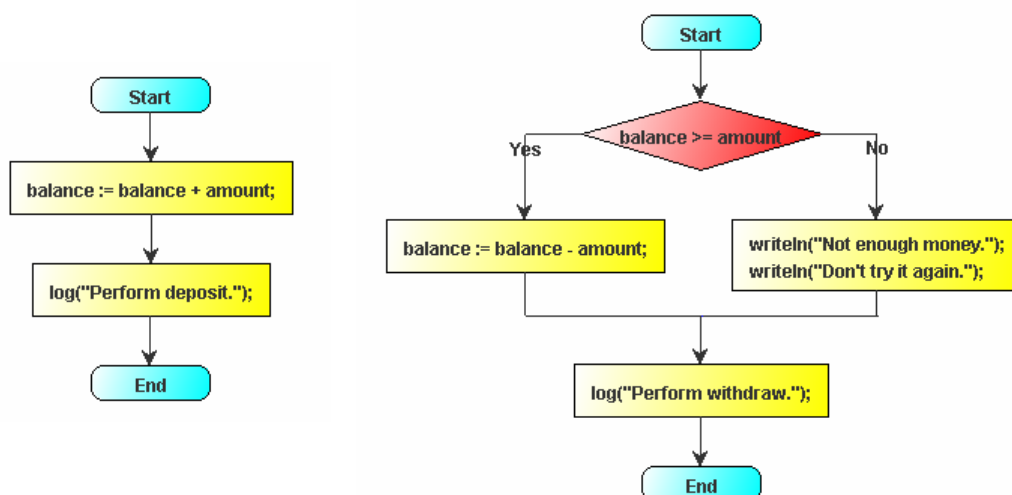 Start
balance := balance + amount;
log("Perform deposit.");
End
Start
balance >= amount
Yes
No
balance := balance - amount;
writeln("Not enough money.");
writeln("Don't try it again.");
log("Perform withdraw.");
End